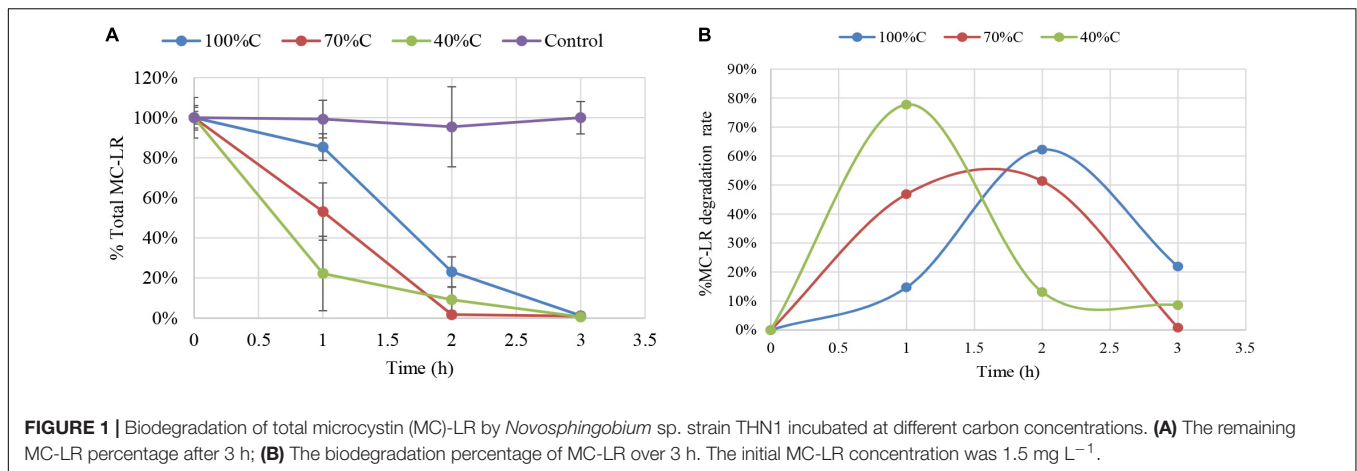 A
100%C 70%C 40%C Control
% Total MC-LR
120%
100%
80%
60%
40%
20%
0%
0 0.5 1 1.5 2 2.5 3 3.5
Time (h)
B
100%C 70%C 40%C
%MC-LR degradation rate
90%
80%
70%
60%
50%
40%
30%
20%
10%
0%
0 0.5 1 1.5 2 2.5 3 3.5
Time (h)
FIGURE 1 | Biodegradation of total microcystin (MC)-LR by Novosphingobium sp. strain THN1 incubated at different carbon concentrations. (A) The remaining
MC-LR percentage after 3 h; (B) The biodegradation percentage of MC-LR over 3 h. The initial MC-LR concentration was 1.5 mg L⁻¹.